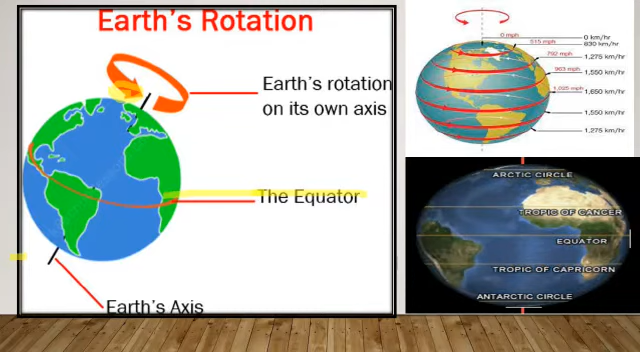 Earth's Rotation
Earth's rotation
on its own axis
The Equator
Earth's Axis
0 mph
0 km/hr
515 mph
830 km/hr
792 mph
1,275 km/hr
963 mph
1,550 km/hr
1,025 mph
1,650 km/hr
1,550 km/hr
1,275 km/hr
ARCTIC CIRCLE
TROPIC OF CANCER
EQUATOR
TROPIC OF CAPRICORN
ANTARCTIC CIRCLE